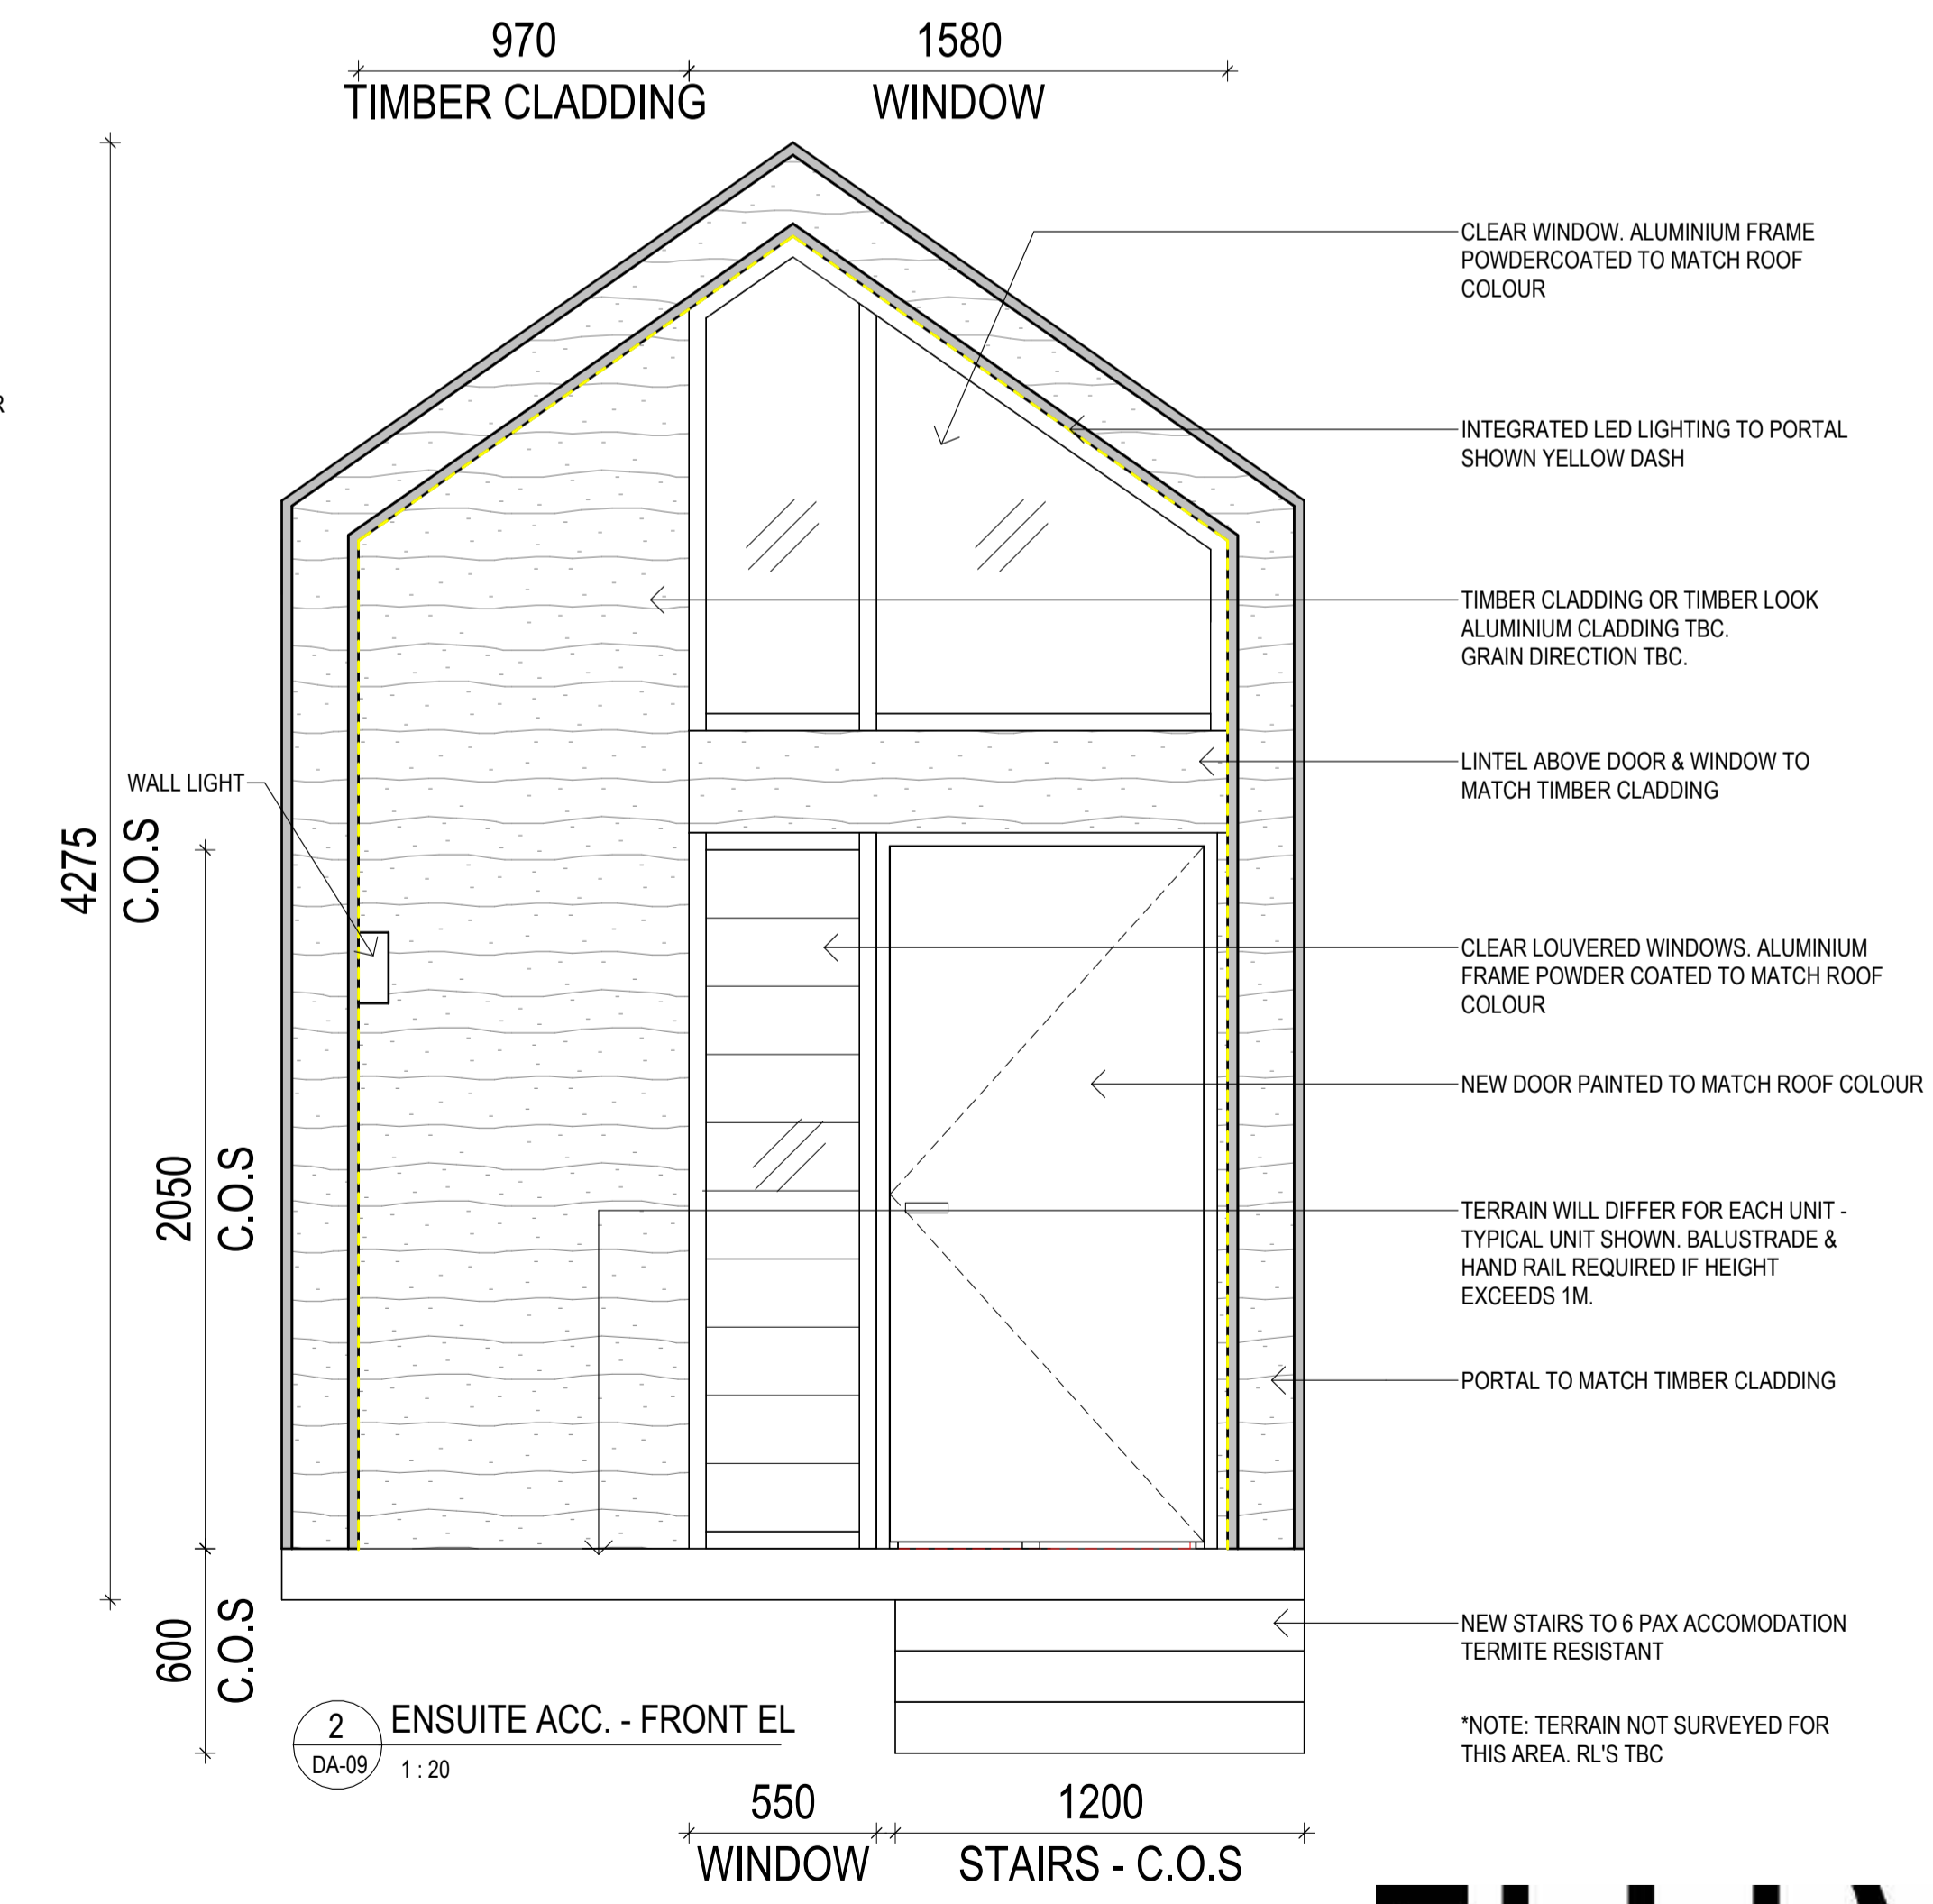 970
1580
TIMBER CLADDING
WINDOW
CLEAR WINDOW. ALUMINIUM FRAME
POWDERCOATED TO MATCH ROOF
COLOUR
R
INTEGRATED LED LIGHTING TO PORTAL
SHOWN YELLOW DASH
TIMBER CLADDING OR TIMBER LOOK
ALUMINIUM CLADDING TBC.
GRAIN DIRECTION TBC.
LINTEL ABOVE DOOR & WINDOW TO
MATCH TIMBER CLADDING
WALL LIGHT
4275
C.O.S
CLEAR LOUVERED WINDOWS. ALUMINIUM
FRAME POWDER COATED TO MATCH ROOF
COLOUR
NEW DOOR PAINTED TO MATCH ROOF COLOUR
2050
C.O.S
TERRAIN WILL DIFFER FOR EACH UNIT -
TYPICAL UNIT SHOWN. BALUSTRADE &
HAND RAIL REQUIRED IF HEIGHT
EXCEEDS 1M.
PORTAL TO MATCH TIMBER CLADDING
600
C.O.S
NEW STAIRS TO 6 PAX ACCOMODATION
TERMITE RESISTANT
2
DA-09
ENSUITE ACC. - FRONT EL
1 : 20
*NOTE: TERRAIN NOT SURVEYED FOR
THIS AREA. RL'S TBC
550
1200
WINDOW
STAIRS - C.O.S